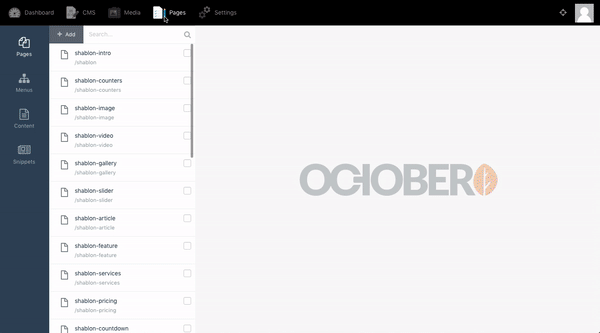 Dashboard CMS Media Pages Settings
+ Add Search...
Pages
Menus
Content
Snippets
shablon-intro
/shablon
shablon-counters
/shablon-counters
shablon-image
/shablon-image
shablon-video
/shablon-video
shablon-gallery
/shablon-gallery
shablon-slider
/shablon-slider
shablon-article
/shablon-article
shablon-feature
/shablon-feature
shablon-services
/shablon-services
shablon-pricing
/shablon-pricing
shablon-countdown
OCTOBER